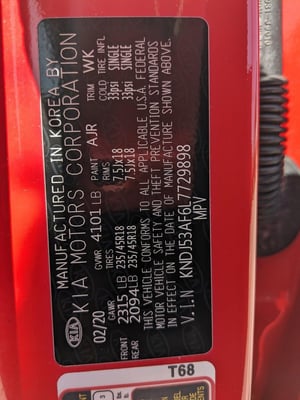 MANUFACTURED IN KOREA BY
KIA MOTORS CORPORATION
KIA
02/20 GVWR 4101 LB PAINT AJR TRIM WK
GAWR RIMS COLD TIRE INFL
FRONT 2315 LB 235/45R18 7.5Jx18 33psi SINGLE
REAR 2094 LB 235/45R18 7.5Jx18 33psi SINGLE
THIS VEHICLE CONFORMS TO ALL APPLICABLE U.S.A. FEDERAL
MOTOR VEHICLE SAFETY AND THEFT PREVENTION STANDARDS
IN EFFECT ON THE DATE OF MANUFACTURE SHOWN ABOVE.
V.I.N KNDJ53AF6L7729898
MPV
T68